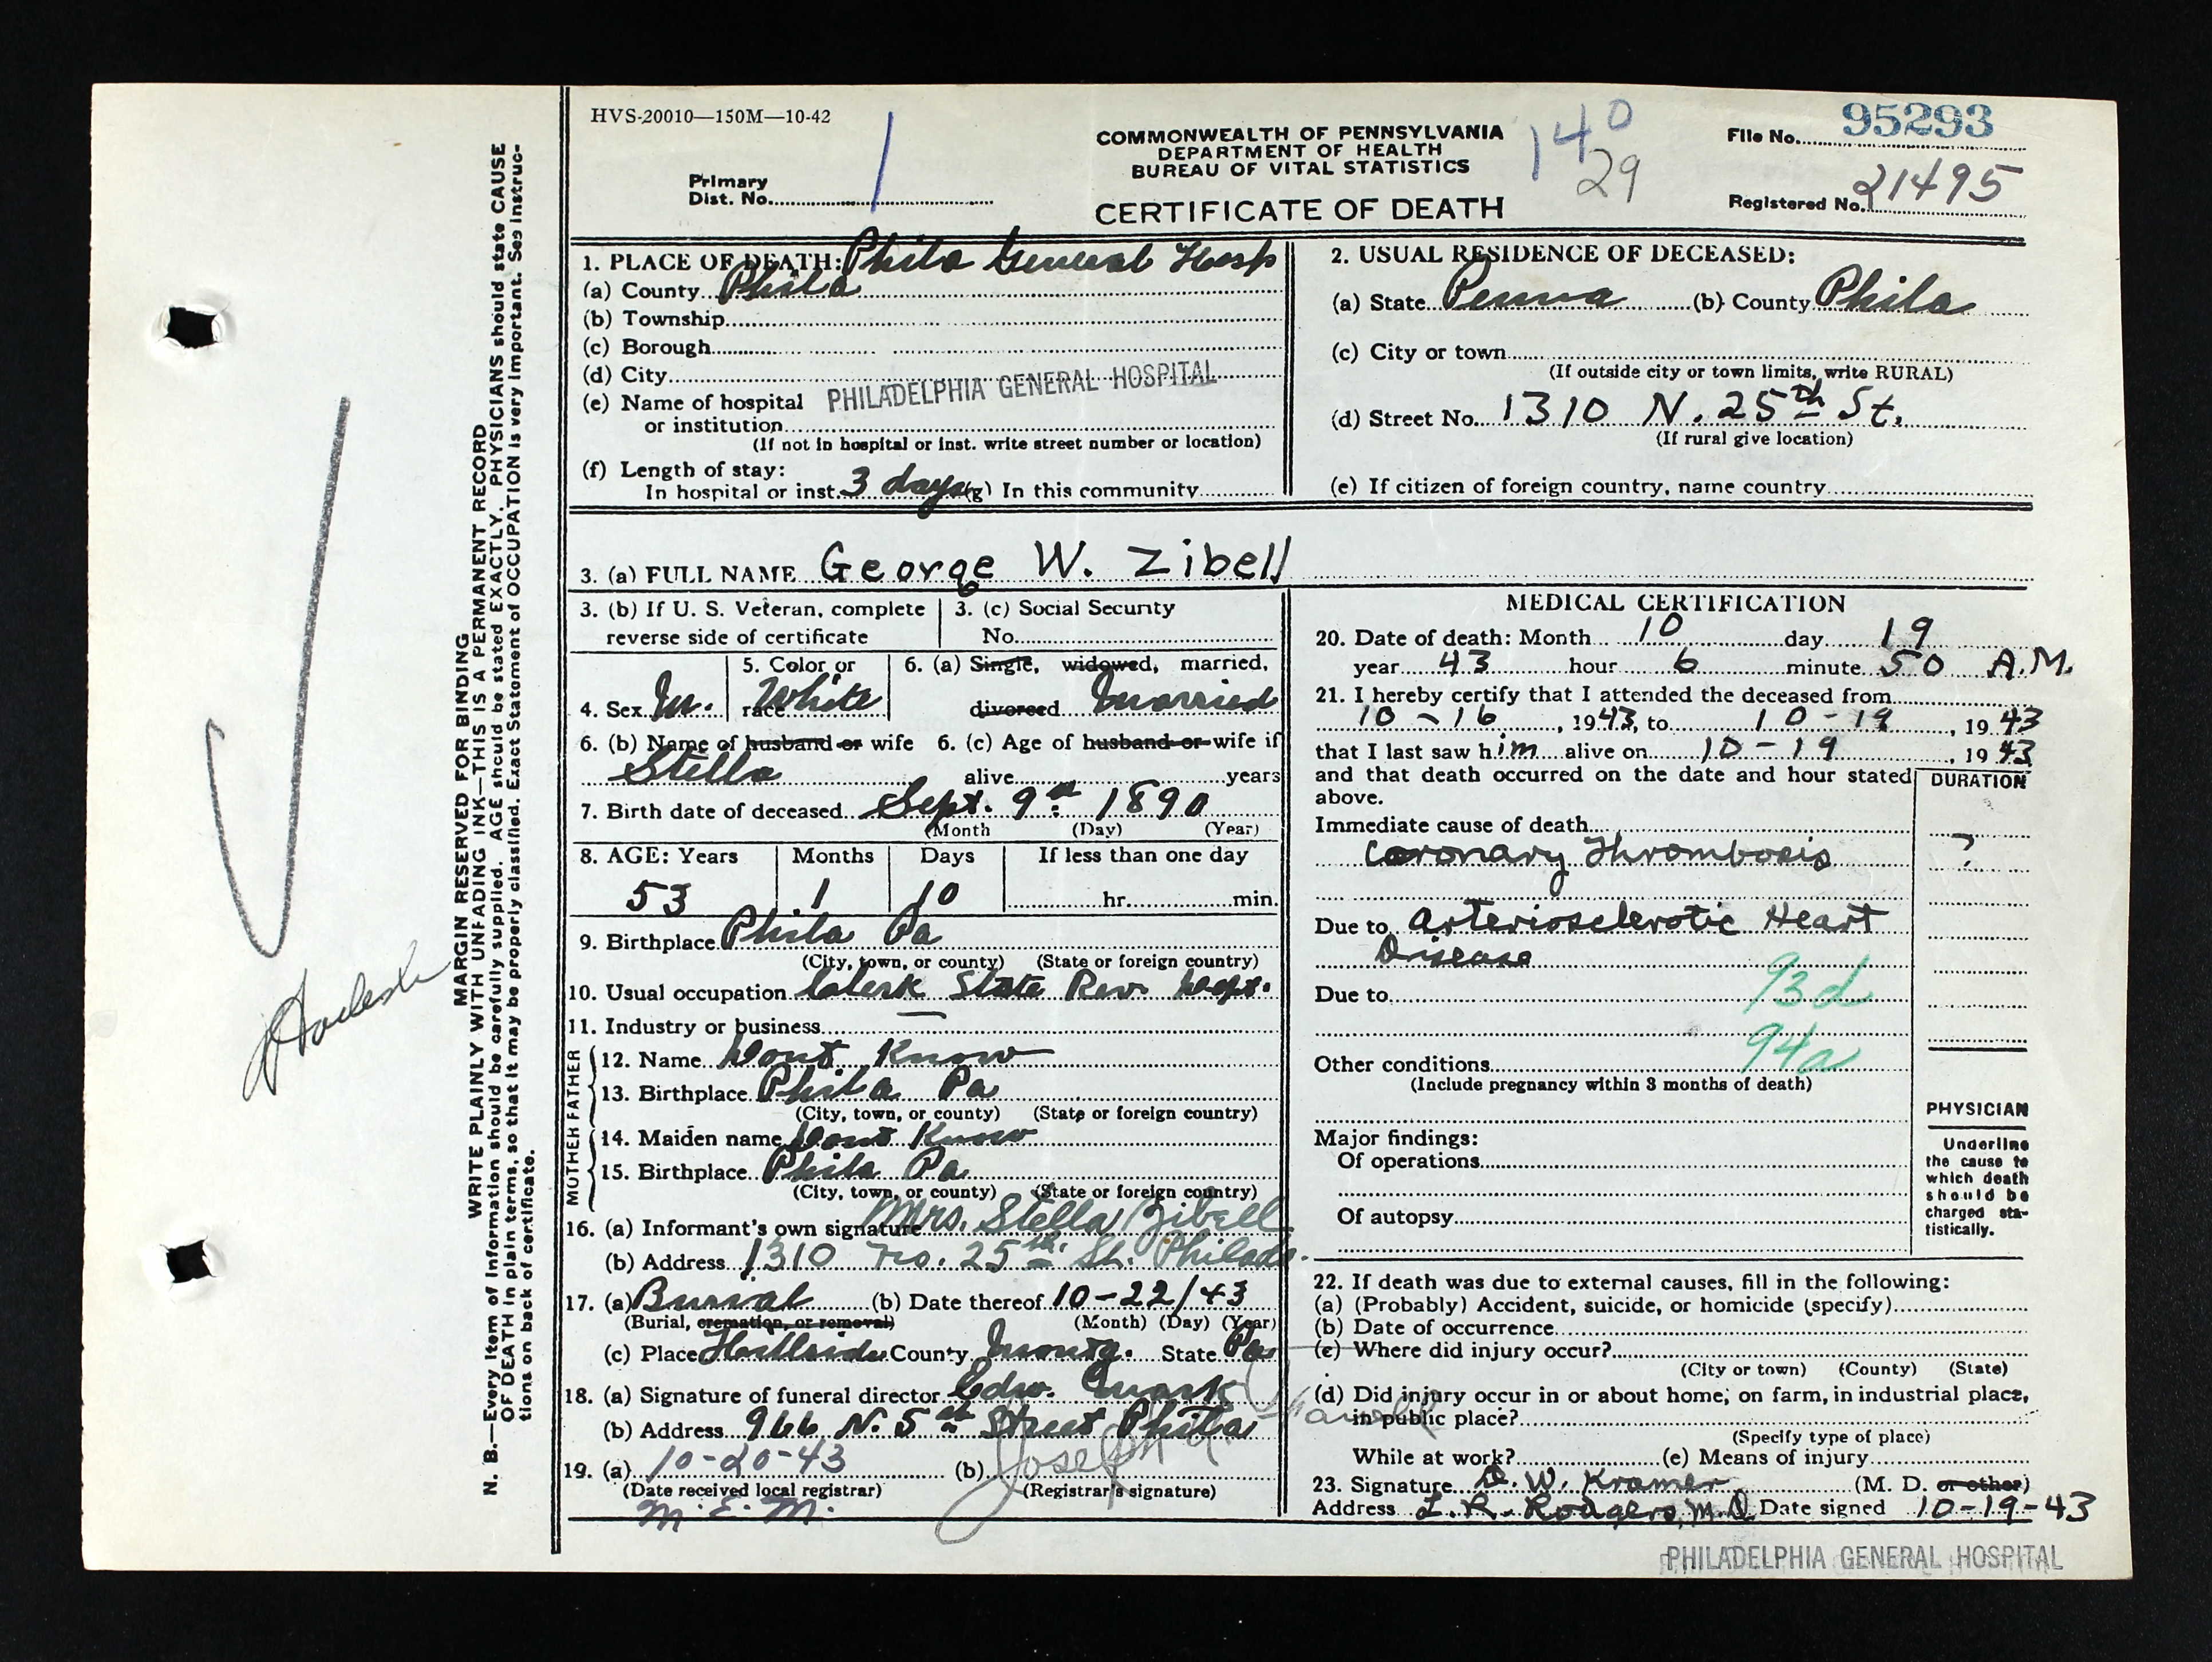 HVS-20010—150M—10-42
COMMONWEALTH OF PENNSYLVANIA
DEPARTMENT OF HEALTH
BUREAU OF VITAL STATISTICS
CERTIFICATE OF DEATH
140
29
File No. 95293
Registered No. 21495
Primary
Dist. No. 1
1. PLACE OF DEATH: Phila General Hosp
(a) County Phila
(b) Township
(c) Borough
(d) City
(e) Name of hospital PHILADELPHIA GENERAL HOSPITAL
or institution
(If not in hospital or inst. write street number or location)
(f) Length of stay:
In hospital or inst. 3 days (g) In this community
2. USUAL RESIDENCE OF DECEASED:
(a) State Penna (b) County Phila
(c) City or town
(If outside city or town limits, write RURAL)
(d) Street No. 1310 N. 25th St.
(If rural give location)
(e) If citizen of foreign country, name country
3. (a) FULL NAME George W. Zibell
3. (b) If U. S. Veteran, complete
reverse side of certificate
3. (c) Social Security
No.
4. Sex M.
5. Color or
race White
6. (a) Single, widowed, married,
divorced Married
6. (b) Name of husband or wife
Stella
6. (c) Age of husband or wife if
alive years
7. Birth date of deceased Sept. 9th 1890
(Month (Day) (Year)
8. AGE: Years Months Days If less than one day
53 1 10 hr. min.
9. Birthplace Phila Pa
(City, town, or county) (State or foreign country)
10. Usual occupation Clerk State Rev Dept.
11. Industry or business —
FATHER
12. Name Dont Know
13. Birthplace Phila Pa
(City, town, or county) (State or foreign country)
MOTHER
14. Maiden name Dont Know
15. Birthplace Phila Pa
(City, town, or county) (State or foreign country)
16. (a) Informant's own signature Mrs. Stella Zibell
(b) Address 1310 No. 25th St. Philada.
17. (a) Burial (b) Date thereof 10-22/43
(Burial, cremation, or removal) (Month) (Day) (Year)
(c) Place Hillside County Montg. State Pa
18. (a) Signature of funeral director Edw.
(b) Address 966 N. 5th Street Phila
19. (a) 10-20-43 (b) Joseph
(Date received local registrar) (Registrar's signature)
M. E. M.
MEDICAL CERTIFICATION
20. Date of death: Month 10 day 19
year 43 hour 6 minute 50 A.M.
21. I hereby certify that I attended the deceased from
10-16, 1943, to 10-19, 1943
that I last saw him alive on 10-19, 1943
and that death occurred on the date and hour stated
above.
DURATION
Immediate cause of death
Coronary Thrombosis ?
Due to Arteriosclerotic Heart
Disease
93d
Due to
94a
Other conditions
(Include pregnancy within 3 months of death)
Major findings:
Of operations
Of autopsy
PHYSICIAN
Underline
the cause to
which death
should be
charged sta-
tistically.
22. If death was due to external causes, fill in the following:
(a) (Probably) Accident, suicide, or homicide (specify)
(b) Date of occurrence
(c) Where did injury occur?
(City or town) (County) (State)
(d) Did injury occur in or about home, on farm, in industrial place,
in public place?
(Specify type of place)
While at work? (e) Means of injury
23. Signature D. W. Kramer (M. D. or other)
Address L. R. Rodgers, M.D. Date signed 10-19-43
PHILADELPHIA GENERAL HOSPITAL
MARGIN RESERVED FOR BINDING
WRITE PLAINLY WITH UNFADING INK—THIS IS A PERMANENT RECORD
N. B.—Every item of information should be carefully supplied. AGE should be stated EXACTLY. PHYSICIANS should state CAUSE
OF DEATH in plain terms, so that it may be properly classified. Exact Statement of OCCUPATION is very important. See Instruc-
tions on back of certificate.